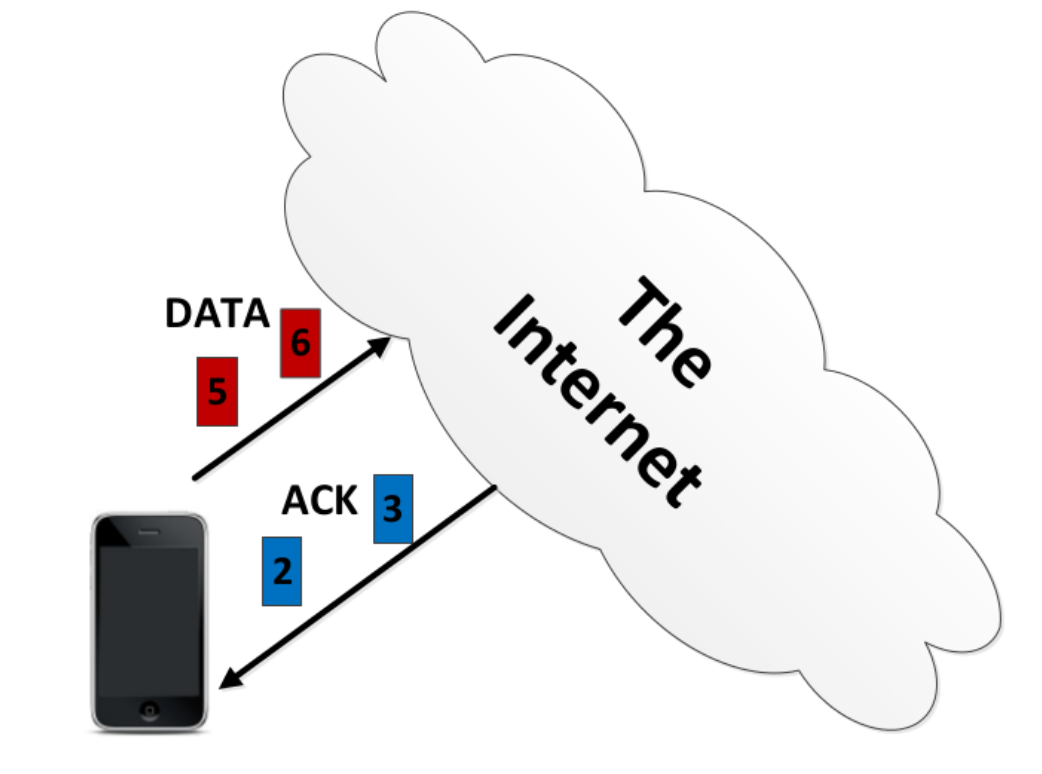 DATA
6
5
The
Internet
ACK
3
2